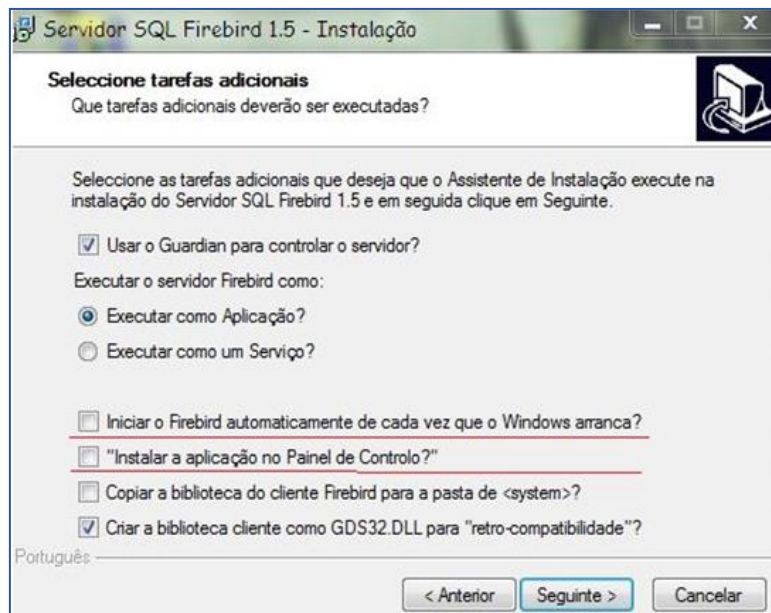 Servidor SQL Firebird 1.5 - Instalação
Seleccione tarefas adicionais
Que tarefas adicionais deverão ser executadas?
Seleccione as tarefas adicionais que deseja que o Assistente de Instalação execute na
instalação do Servidor SQL Firebird 1.5 e em seguida clique em Seguinte.
Usar o Guardian para controlar o servidor?
Executar o servidor Firebird como:
Executar como Aplicação?
Executar como um Serviço?
Iniciar o Firebird automaticamente de cada vez que o Windows arranca?
"Instalar a aplicação no Painel de Controlo?"
Copiar a biblioteca do cliente Firebird para a pasta de <system>?
Criar a biblioteca cliente como GDS32.DLL para "retro-compatibilidade"?
Português
< Anterior Seguinte > Cancelar